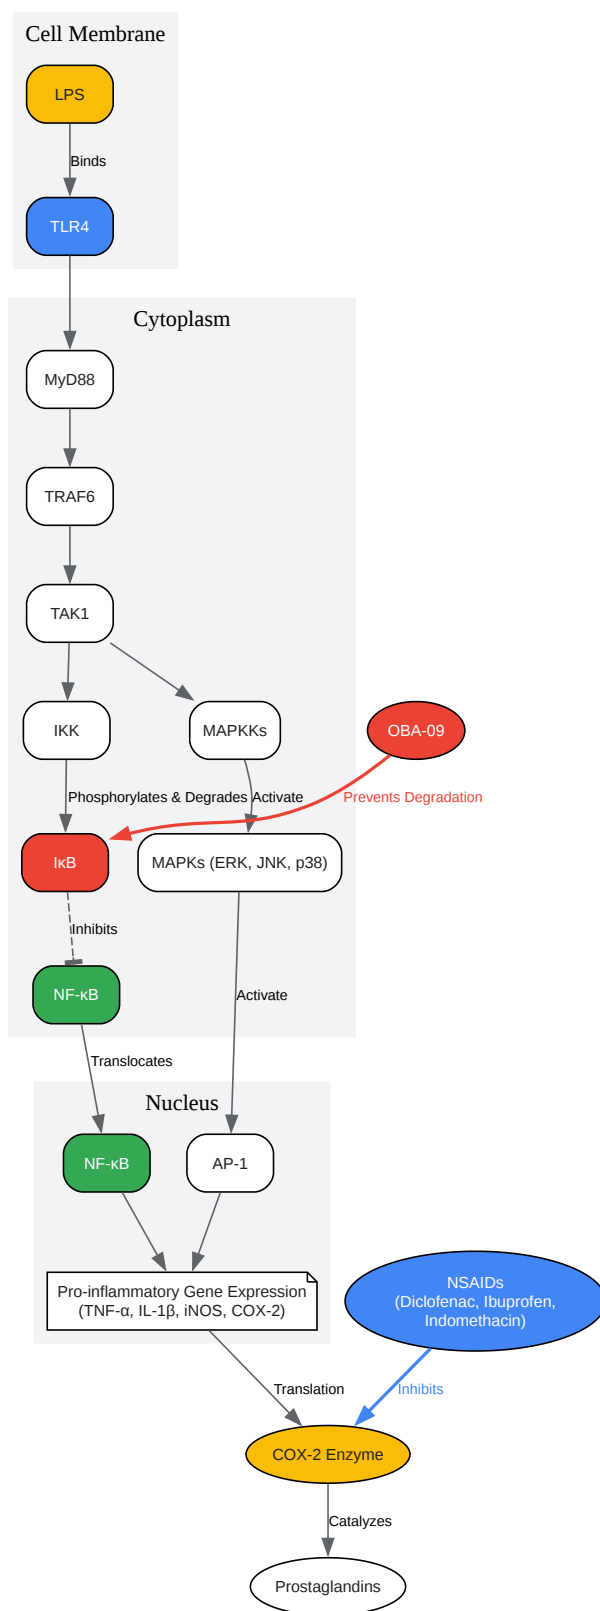 Cell Membrane
LPS
Binds
TLR4
Cytoplasm
MyD88
TRAF6
TAK1
IKK
MAPKKs
OBA-09
Phosphorylates & Degrades
Activate
Prevents Degradation
IκB
MAPKs (ERK, JNK, p38)
Inhibits
NF-κB
Activate
Translocates
Nucleus
NF-κB
AP-1
Pro-inflammatory Gene Expression
(TNF-α, IL-1β, iNOS, COX-2)
NSAIDs
(Diclofenac, Ibuprofen,
Indomethacin)
Translation
Inhibits
COX-2 Enzyme
Catalyzes
Prostaglandins